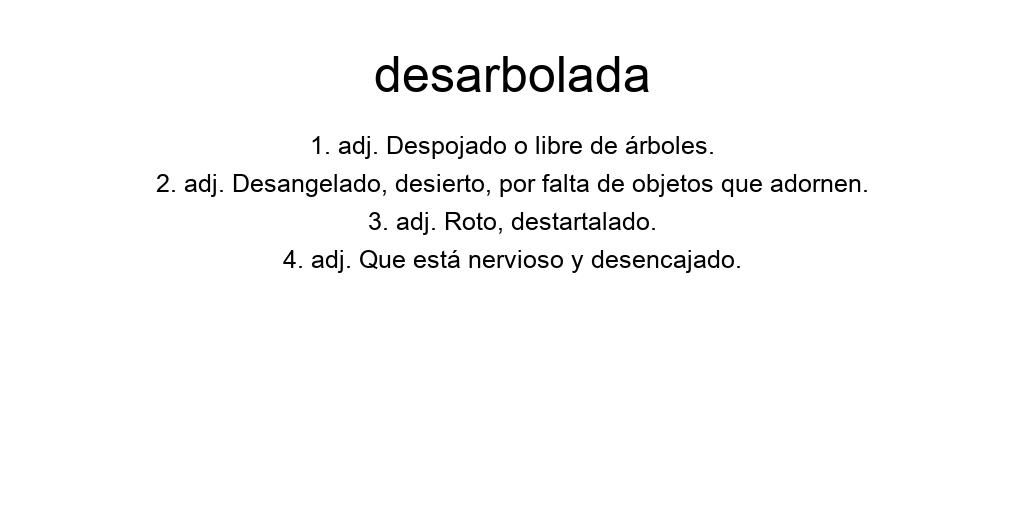 desarbolada
1. adj. Despojado o libre de árboles.
2. adj. Desangelado, desierto, por falta de objetos que adornen.
3. adj. Roto, destartalado.
4. adj. Que está nervioso y desencajado.